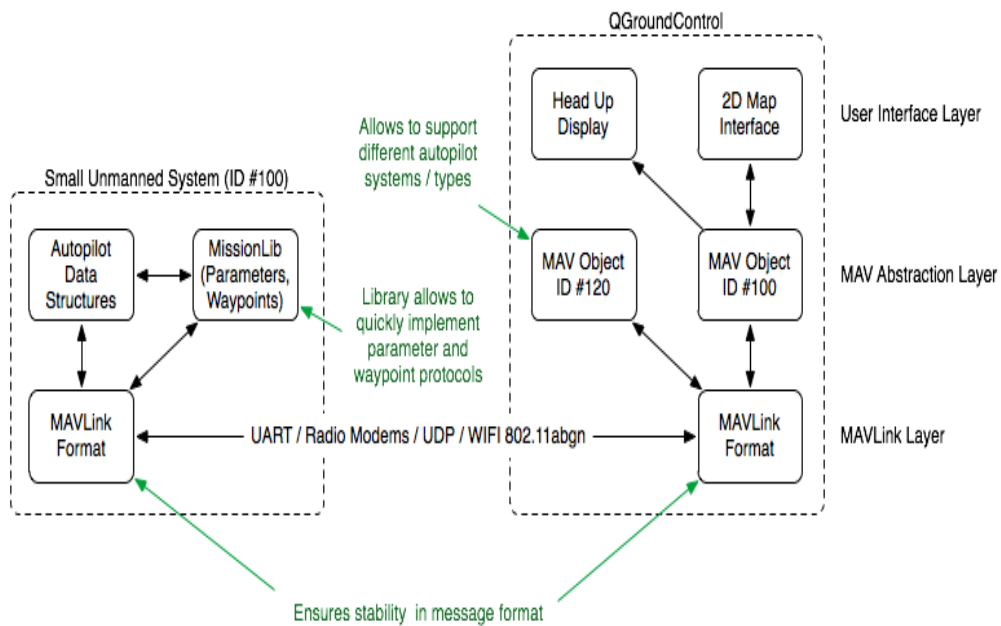 QGroundControl
Head Up
Display
2D Map
Interface
User Interface Layer
Allows to support
different autopilot
systems / types
Small Unmanned System (ID #100)
Autopilot
Data
Structures
MissionLib
(Parameters,
Waypoints)
MAV Object
ID #120
MAV Object
ID #100
MAV Abstraction Layer
Library allows to
quickly implement
parameter and
waypoint protocols
MAVLink
Format
UART / Radio Modems / UDP / WIFI 802.11abgn
MAVLink
Format
MAVLink Layer
Ensures stability in message format